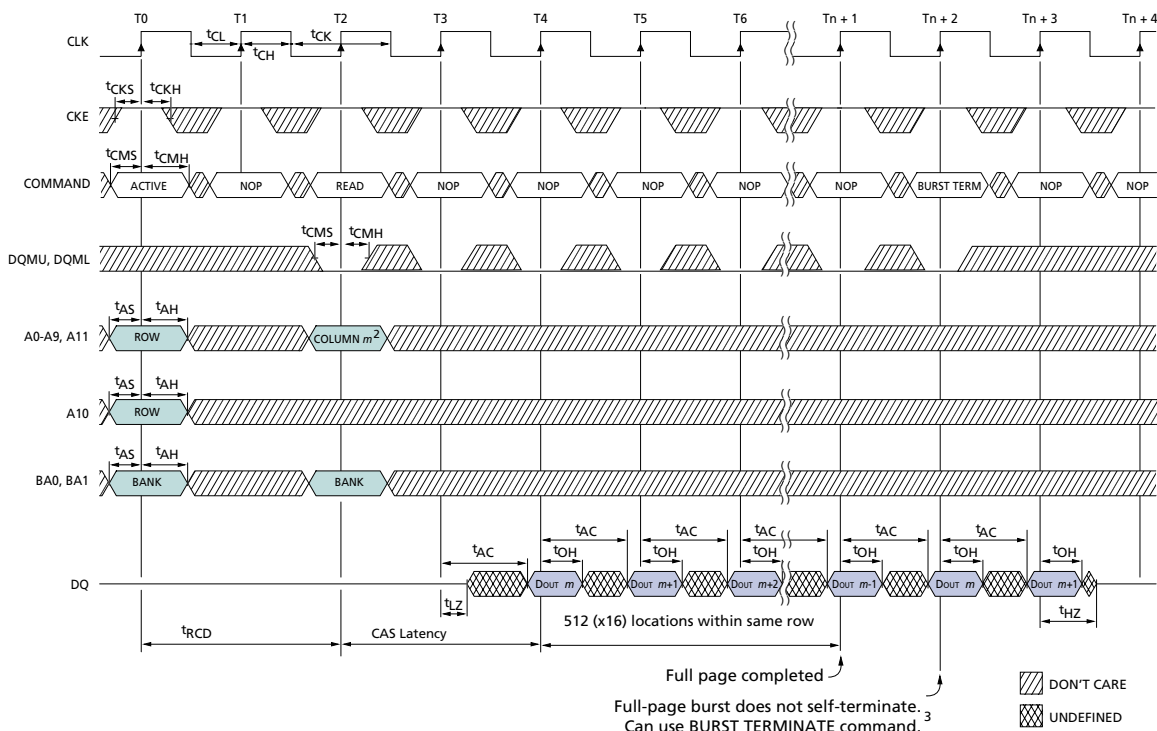 T0 T1 T2 T3 T4 T5 T6 Tn + 1 Tn + 2 Tn + 3 Tn + 4
CLK
tCL tCK
tCH
tCKS tCKH
CKE
tCMS tCMH
COMMAND ACTIVE NOP READ NOP NOP NOP NOP NOP BURST TERM NOP NOP
tCMS tCMH
DQMU, DQML
tAS tAH
A0-A9, A11 ROW COLUMN m2
tAS tAH
A10 ROW
tAS tAH
BA0, BA1 BANK BANK
tAC tAC tAC tAC tAC
tAC tOH tOH tOH tOH tOH tOH
DQ DOUT m DOUT m+1 DOUT m+2 DOUT m-1 DOUT m DOUT m+1
tLZ tHZ
512 (x16) locations within same row
tRCD CAS Latency
Full page completed
Full-page burst does not self-terminate.
Can use BURST TERMINATE command. 3
DON'T CARE
UNDEFINED